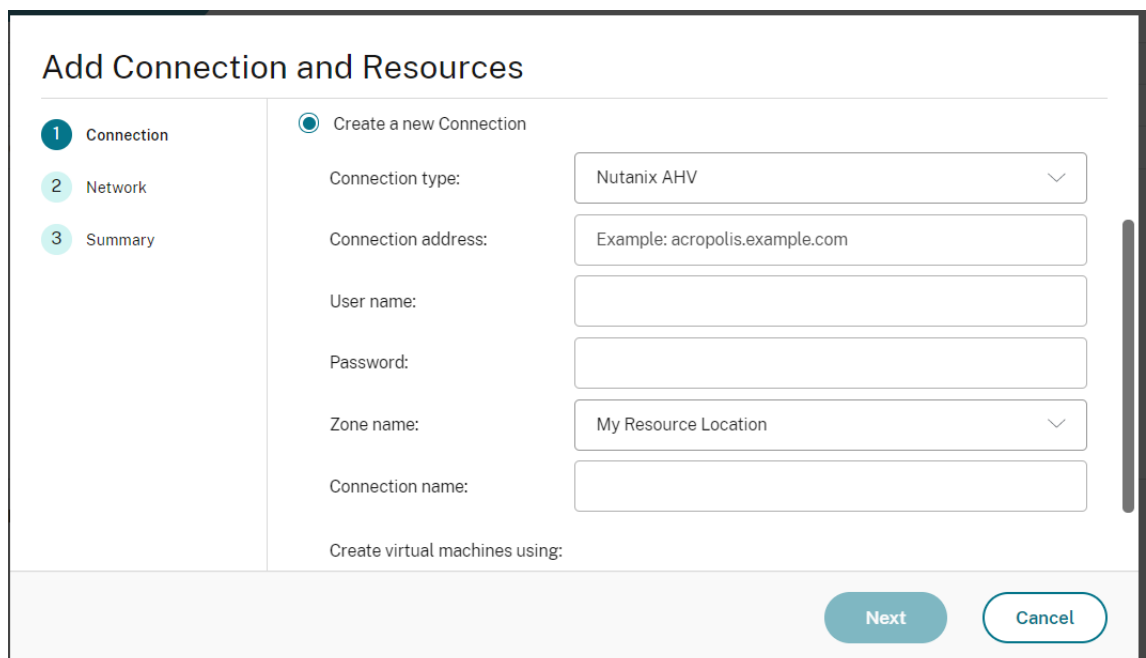 Add Connection and Resources
1 Connection
2 Network
3 Summary
Create a new Connection
Connection type: Nutanix AHV
Connection address: Example: acropolis.example.com
User name:
Password:
Zone name: My Resource Location
Connection name:
Create virtual machines using:
Next Cancel